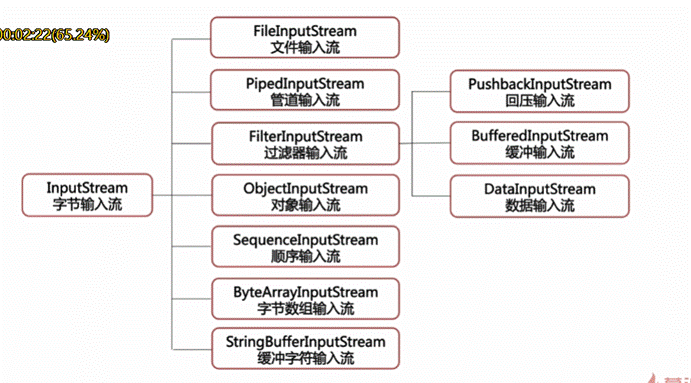 00:02:22(65.24%)
FileInputStream
文件输入流
PipedInputStream
管道输入流
FilterInputStream
过滤器输入流
PushbackInputStream
回压输入流
BufferedInputStream
缓冲输入流
DataInputStream
数据输入流
InputStream
字节输入流
ObjectInputStream
对象输入流
SequenceInputStream
顺序输入流
ByteArrayInputStream
字节数组输入流
StringBufferInputStream
缓冲字符输入流